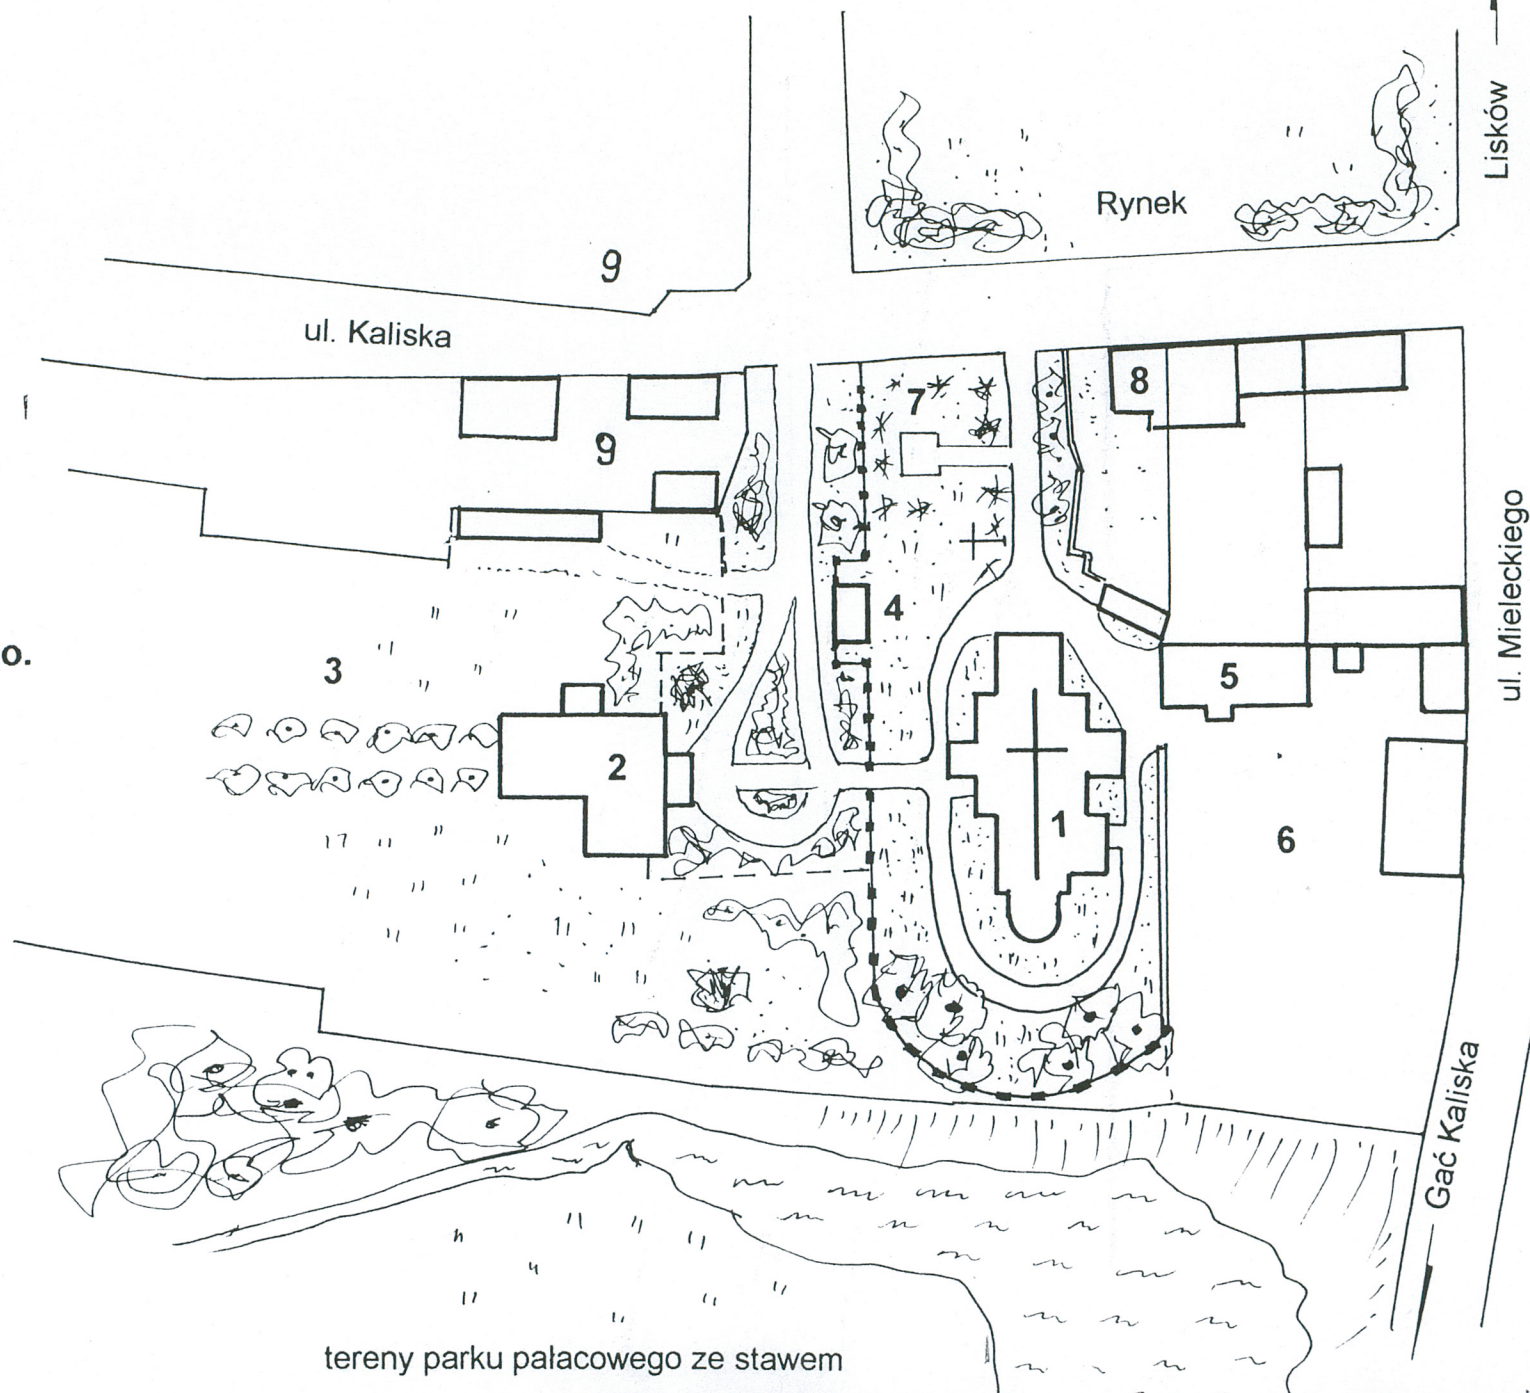 Lisków
Rynek
9
ul. Kaliska
8
7
9
ul. Mieleckiego
4
o.
3
5
2
1
6
Gać Kaliska
tereny parku pałacowego ze stawem